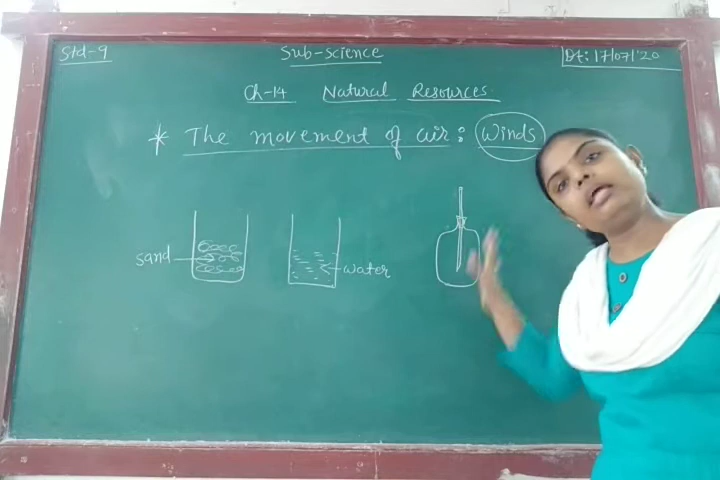 Std-9
Sub-science
Dt: 17/07/'20
Ch-14 Natural Resources
* The movement of air: Winds
sand
water